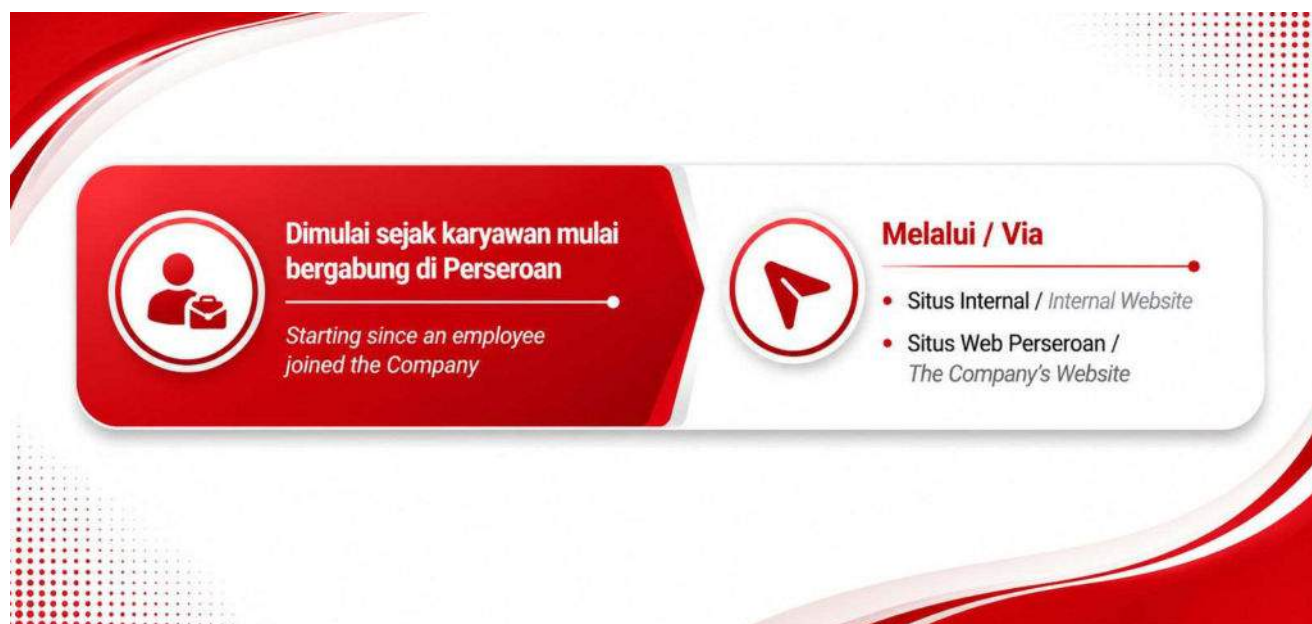 Dimulai sejak karyawan mulai
bergabung di Perseroan
Starting since an employee
joined the Company
Melalui / Via
• Situs Internal / Internal Website
• Situs Web Perseroan /
The Company’s Website